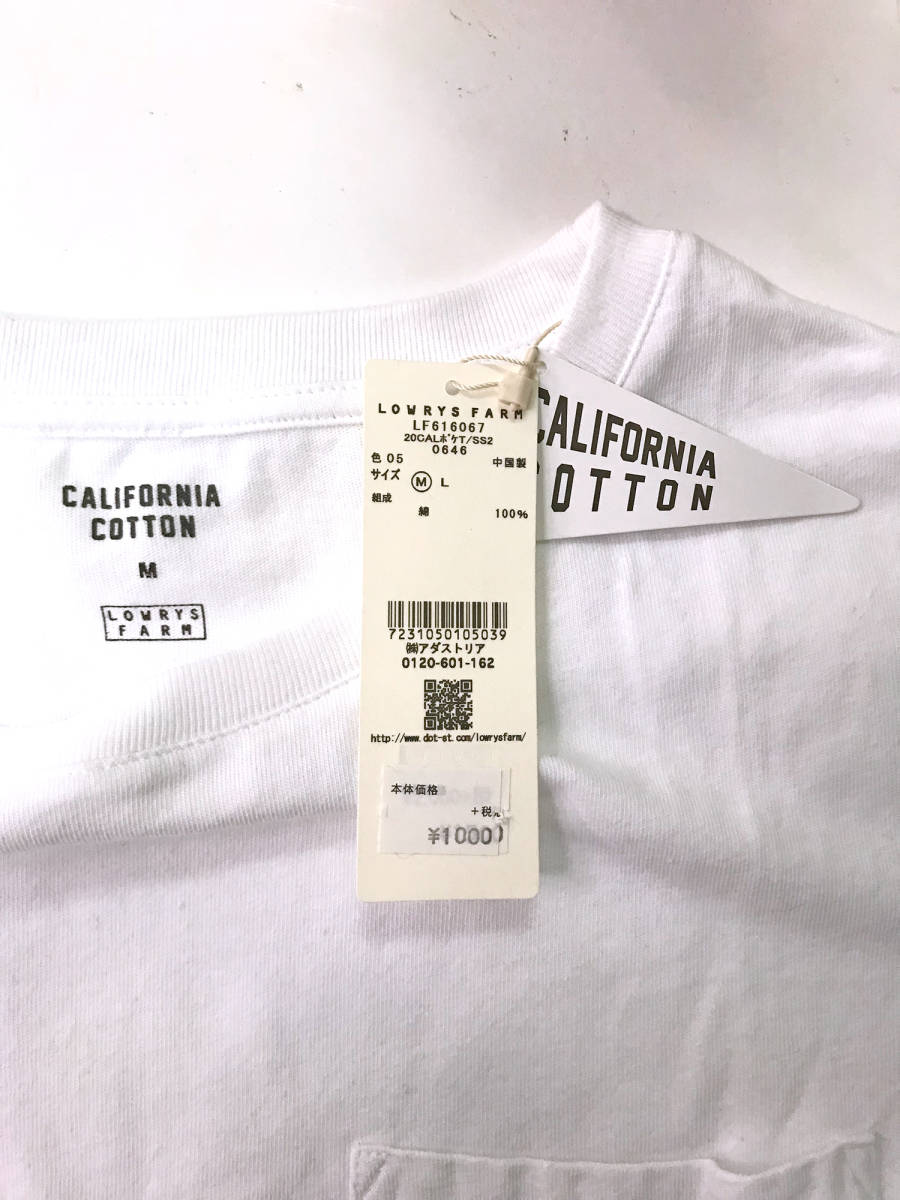 LOWRYS FARM
LF616067
20CALポケT/SS2
0646
色 05 中国製
サイズ Ⓜ L
組成
綿 100%
7231050105039
㈱アダストリア
0120-601-162
http://www.dot-st.com/lowrysfarm/
本体価格
+税
¥1000
CALIFORNIA
COTTON
CALIFORNIA
COTTON
M
LOWRYS
FARM